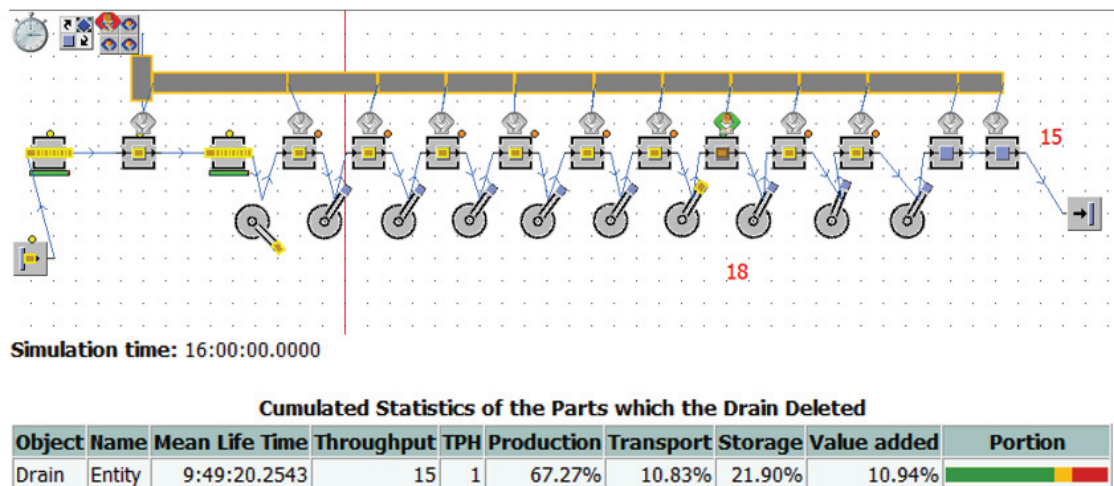 15
18
Simulation time: 16:00:00.0000
Cumulated Statistics of the Parts which the Drain Deleted
Object Name Mean Life Time Throughput TPH Production Transport Storage Value added Portion
Drain Entity 9:49:20.2543 15 1 67.27% 10.83% 21.90% 10.94%